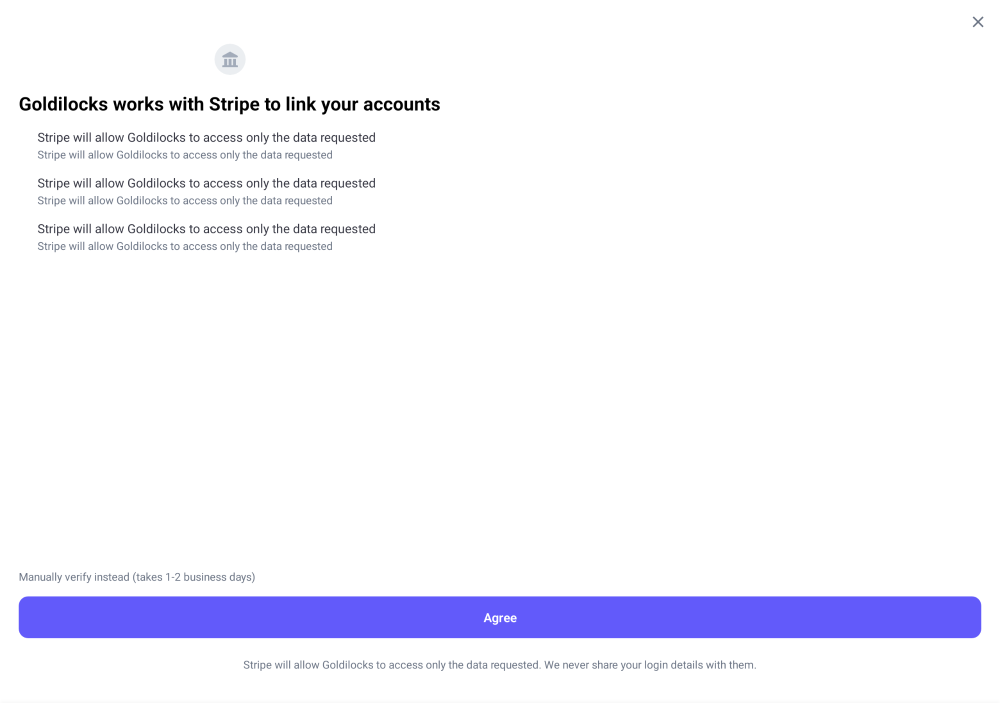 Goldilocks works with Stripe to link your accounts
Stripe will allow Goldilocks to access only the data requested
Stripe will allow Goldilocks to access only the data requested
Stripe will allow Goldilocks to access only the data requested
Stripe will allow Goldilocks to access only the data requested
Stripe will allow Goldilocks to access only the data requested
Stripe will allow Goldilocks to access only the data requested
Manually verify instead (takes 1-2 business days)
Agree
Stripe will allow Goldilocks to access only the data requested. We never share your login details with them.